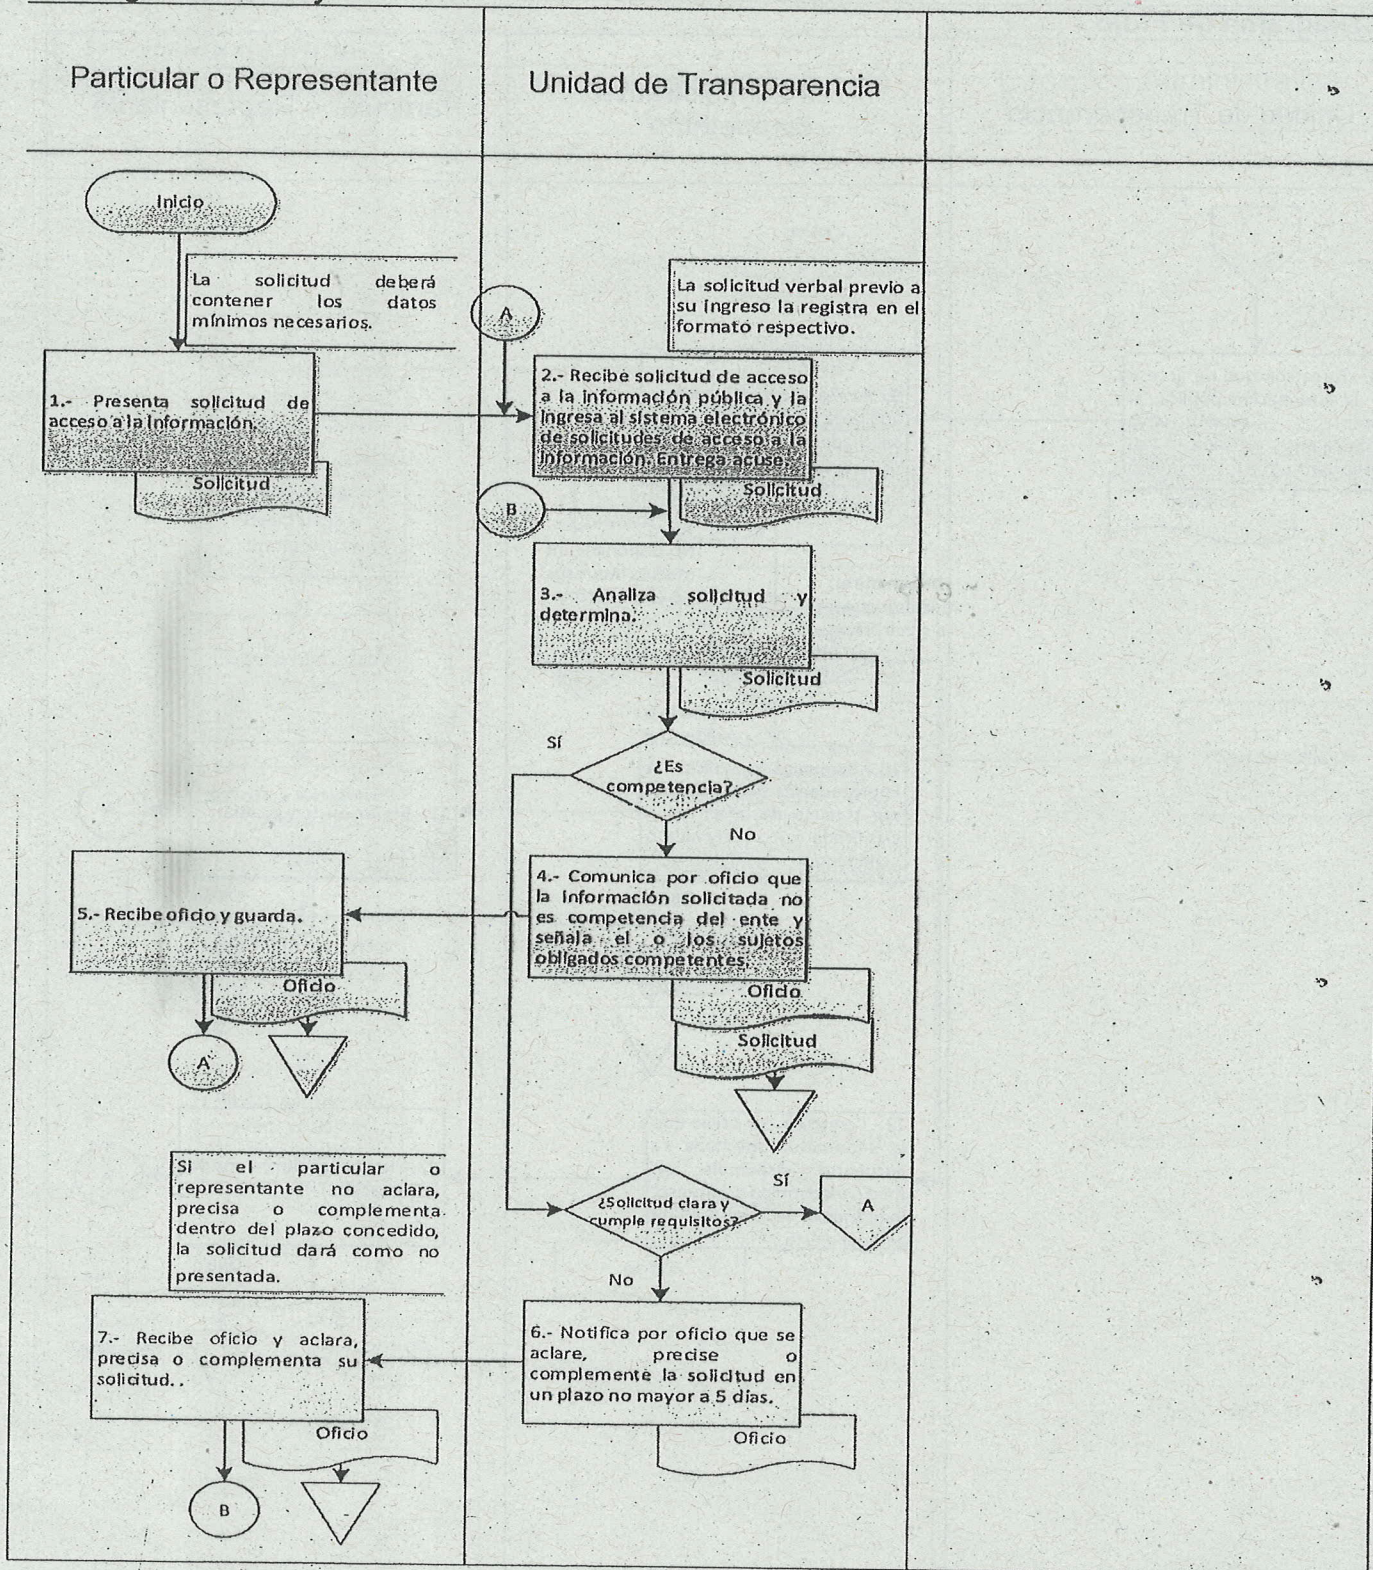 Particular o Representante
Unidad de Transparencia
Inicio
La solicitud deberá
contener los datos
mínimos necesarios.
A
La solicitud verbal previo a
su ingreso la registra en el
formato respectivo.
1.- Presenta solicitud de
acceso a la información.
Solicitud
2.- Recibe solicitud de acceso
a la información pública y la
ingresa al sistema electrónico
de solicitudes de acceso a la
información. Entrega acuse.
Solicitud
B
3.- Analiza solicitud y
determina.
Solicitud
Sí
¿Es
competencia?
No
4.- Comunica por oficio que
la información solicitada no
es competencia del ente y
señala el o los sujetos
obligados competentes.
Oficio
Solicitud
5.- Recibe oficio y guarda.
Oficio
A
Si el particular o
representante no aclara,
precisa o complementa
dentro del plazo concedido,
la solicitud dará como no
presentada.
¿Solicitud clara y
cumple requisitos?
Sí
A
No
6.- Notifica por oficio que se
aclare, precise o
complemente la solicitud en
un plazo no mayor a 5 días.
Oficio
7.- Recibe oficio y aclara,
precisa o complementa su
solicitud..
Oficio
B